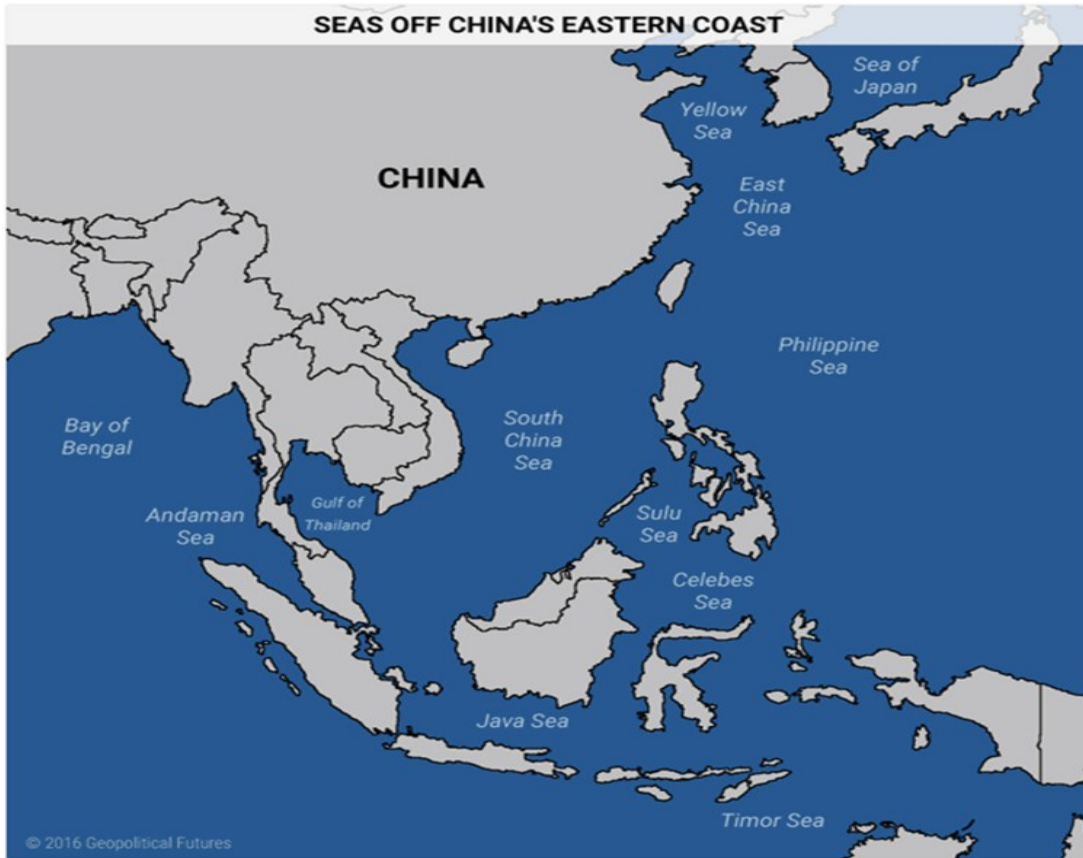 SEAS OFF CHINA'S EASTERN COAST
Sea of
Japan
Yellow
Sea
CHINA
East
China
Sea
Philippine
Sea
Bay of
Bengal
South
China
Sea
Gulf of
Thailand
Andaman
Sea
Sulu
Sea
Celebes
Sea
Java Sea
Timor Sea
© 2016 Geopolitical Futures